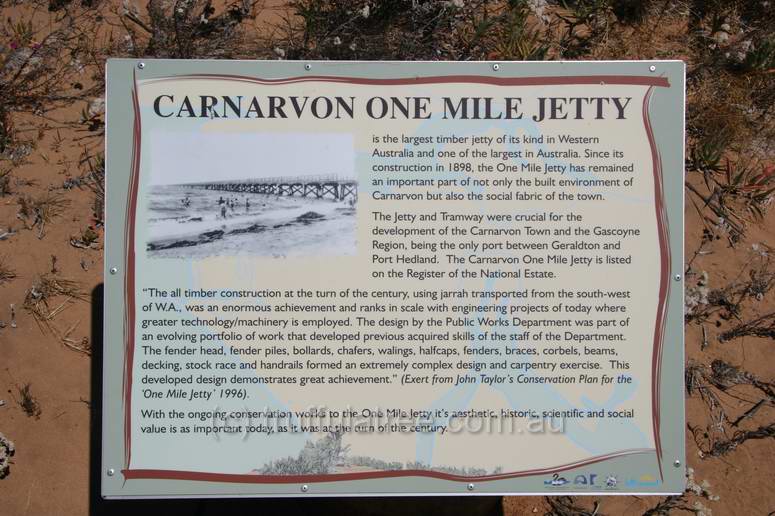 CARNARVON ONE MILE JETTY
is the largest timber jetty of its kind in Western
Australia and one of the largest in Australia. Since its
construction in 1898, the One Mile Jetty has remained
an important part of not only the built environment of
Carnarvon but also the social fabric of the town.
The Jetty and Tramway were crucial for the
development of the Carnarvon Town and the Gascoyne
Region, being the only port between Geraldton and
Port Hedland. The Carnarvon One Mile Jetty is listed
on the Register of the National Estate.
“The all timber construction at the turn of the century, using jarrah transported from the south-west
of W.A., was an enormous achievement and ranks in scale with engineering projects of today where
greater technology/machinery is employed. The design by the Public Works Department was part of
an evolving portfolio of work that developed previous acquired skills of the staff of the Department.
The fender head, fender piles, bollards, chafers, walings, halfcaps, fenders, braces, corbels, beams,
decking, stock race and handrails formed an extremely complex design and carpentry exercise. This
developed design demonstrates great achievement.” (Exert from John Taylor's Conservation Plan for the
'One Mile Jetty' 1996).
With the ongoing conservation works to the One Mile Jetty it's aesthetic, historic, scientific and social
value is as important today, as it was at the turn of the century.